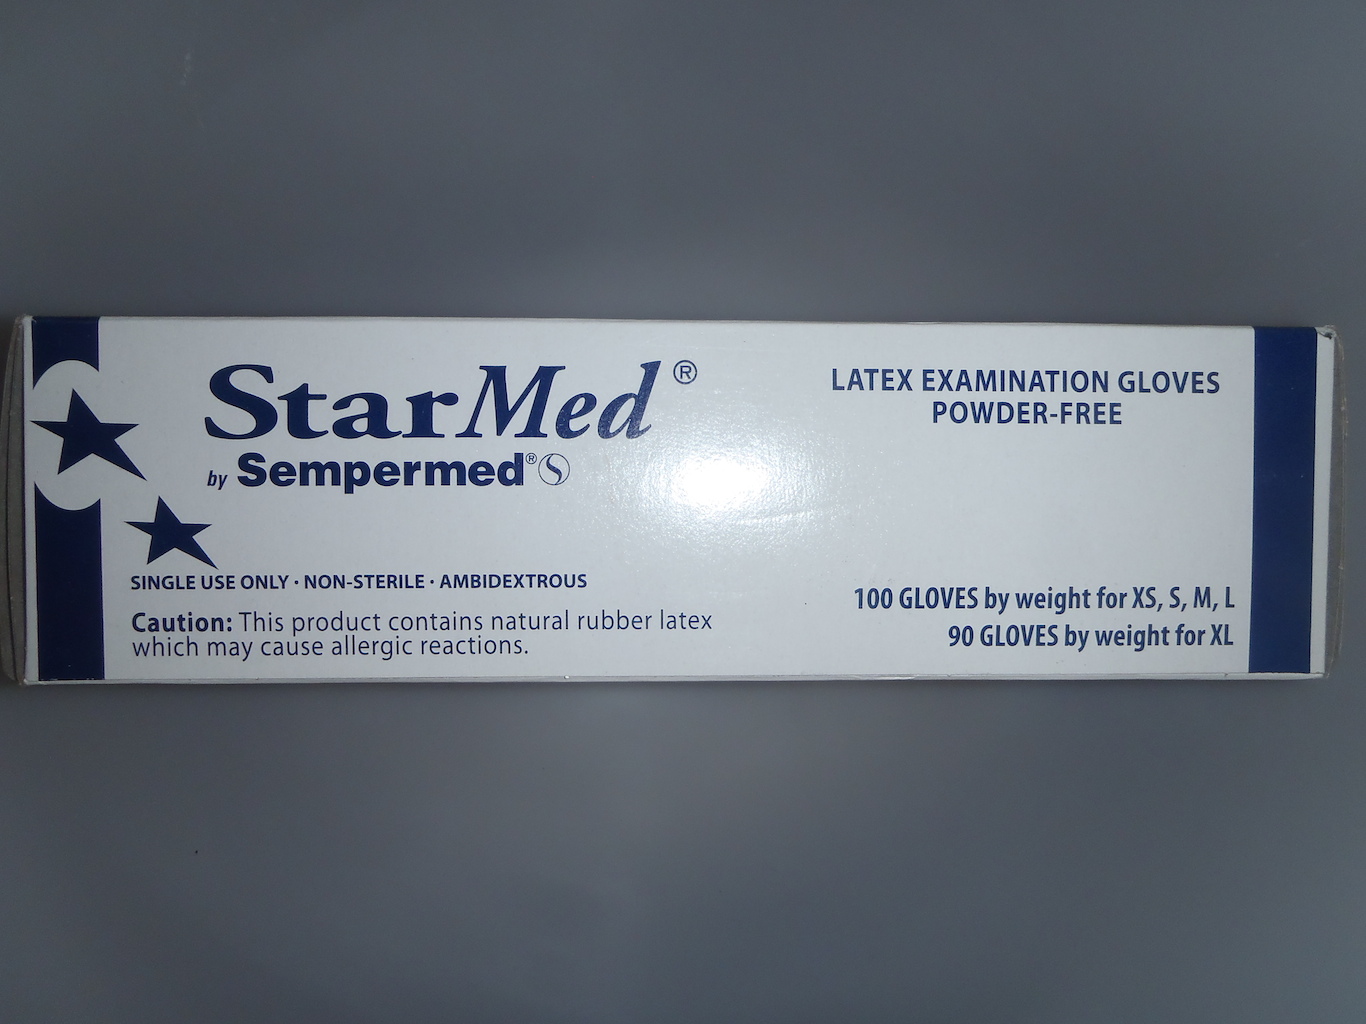 StarMed®
by Sempermed®
LATEX EXAMINATION GLOVES
POWDER-FREE
SINGLE USE ONLY · NON-STERILE · AMBIDEXTROUS
Caution: This product contains natural rubber latex
which may cause allergic reactions.
100 GLOVES by weight for XS, S, M, L
90 GLOVES by weight for XL